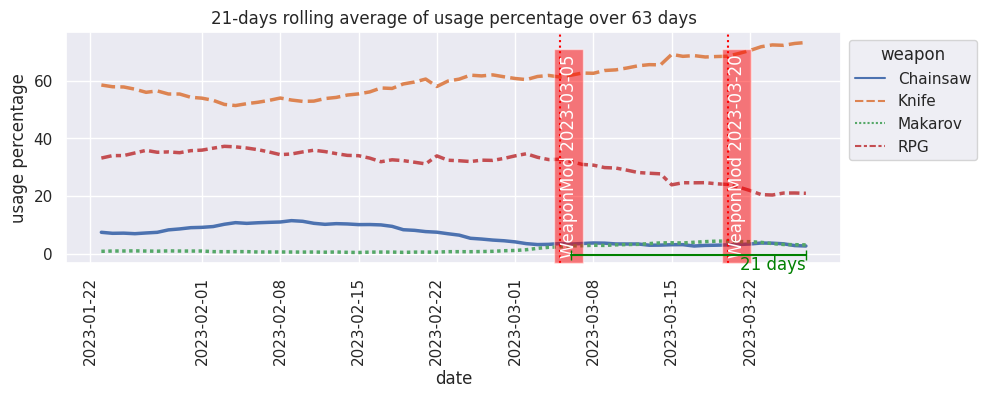 21-days rolling average of usage percentage over 63 days
usage percentage
60
40
20
0
WeaponMod 2023-03-05
WeaponMod 2023-03-20
21 days
2023-01-22
2023-02-01
2023-02-08
2023-02-15
2023-02-22
2023-03-01
2023-03-08
2023-03-15
2023-03-22
date
weapon
Chainsaw
Knife
Makarov
RPG